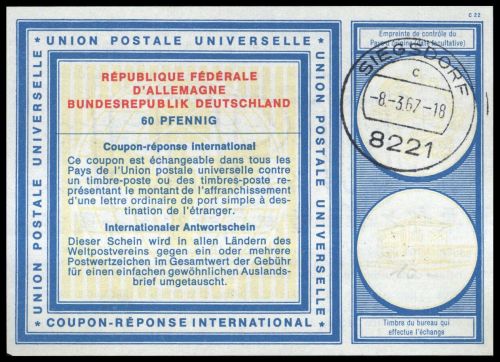 C 22
* UNION POSTALE UNIVERSELLE *
UNION POSTALE UNIVERSELLE
UNION POSTALE UNIVERSELLE
RÉPUBLIQUE FÉDÉRALE
D'ALLEMAGNE
BUNDESREPUBLIK DEUTSCHLAND
60 PFENNIG
Coupon-réponse international
Ce coupon est échangeable dans tous les
Pays de l'Union postale universelle contre
un timbre-poste ou des timbres-poste re-
présentant le montant de l'affranchissement
d'une lettre ordinaire de port simple à des-
tination de l'étranger.
Internationaler Antwortschein
Dieser Schein wird in allen Ländern des
Weltpostvereins gegen ein oder mehrere
Postwertzeichen im Gesamtwert der Gebühr
für einen einfachen gewöhnlichen Auslands-
brief umgetauscht.
* COUPON-RÉPONSE INTERNATIONAL *
Empreinte de contrôle du
Pays d'origine (date facultative)
SIEGSDORF
c
-8.-3.67.-18
8221
Timbre du bureau qui
effectue l'échange